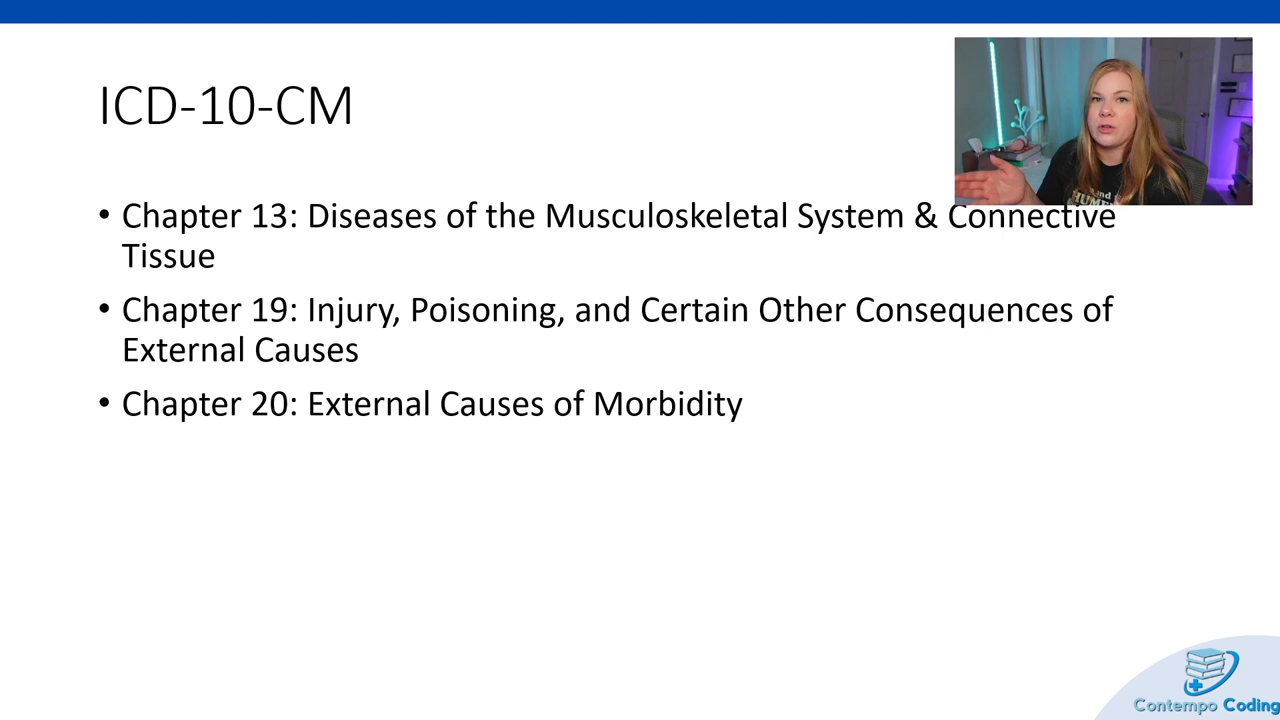 ICD-10-CM
• Chapter 13: Diseases of the Musculoskeletal System & Connective
Tissue
• Chapter 19: Injury, Poisoning, and Certain Other Consequences of
External Causes
• Chapter 20: External Causes of Morbidity
and
Contempo Coding